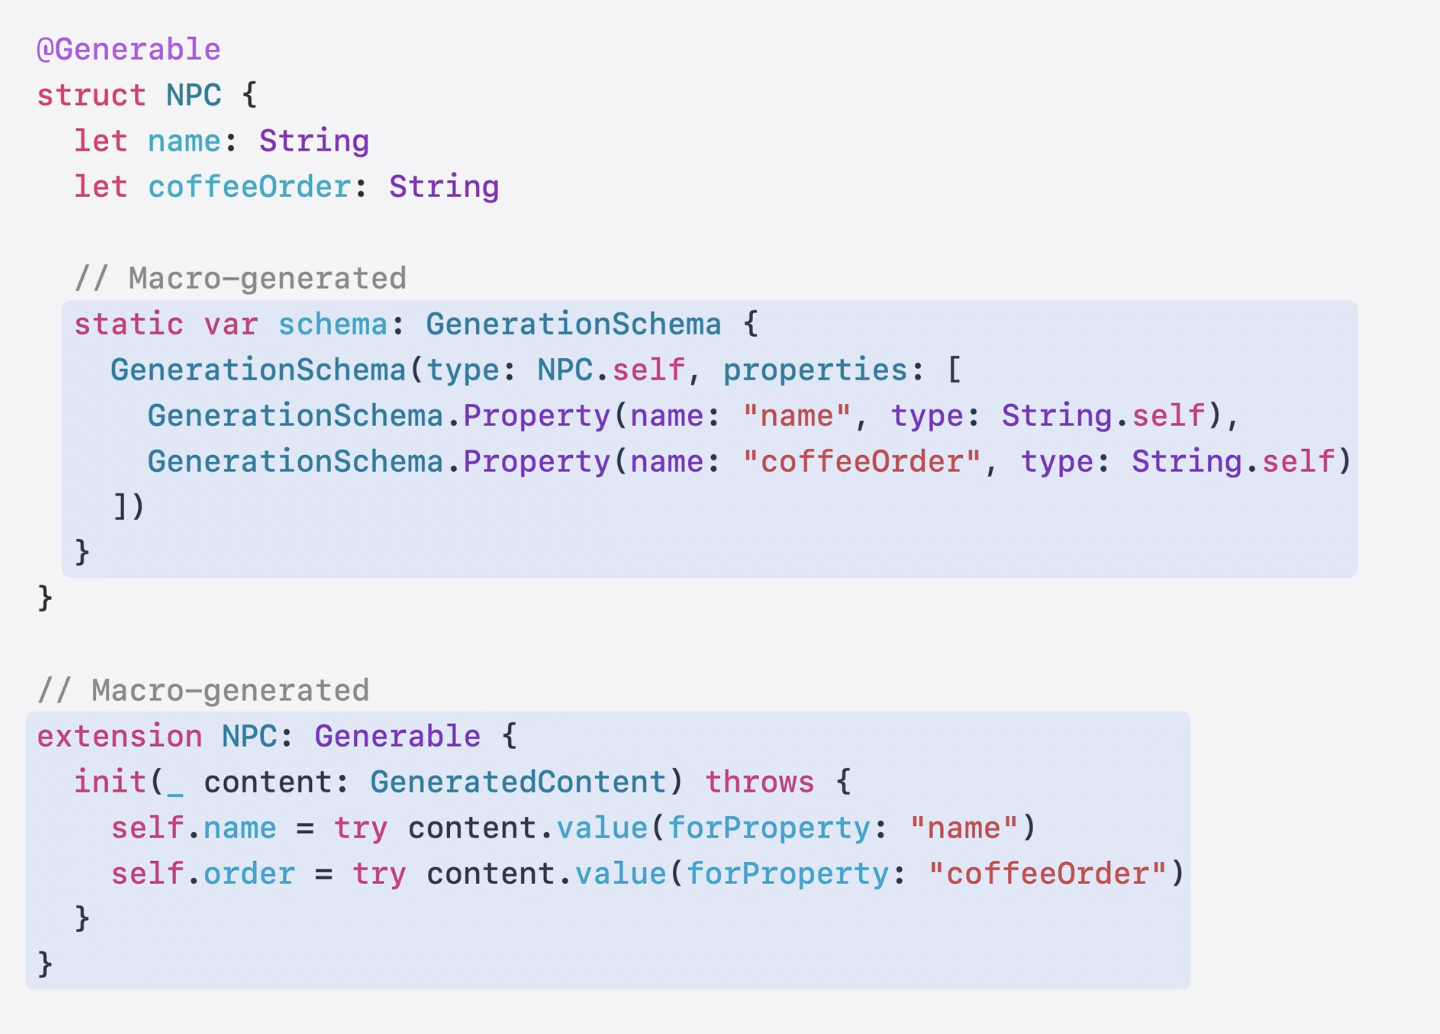 @Generable
struct NPC {
  let name: String
  let coffeeOrder: String

  // Macro-generated
  static var schema: GenerationSchema {
    GenerationSchema(type: NPC.self, properties: [
      GenerationSchema.Property(name: "name", type: String.self),
      GenerationSchema.Property(name: "coffeeOrder", type: String.self)
    ])
  }
}

// Macro-generated
extension NPC: Generable {
  init(_ content: GeneratedContent) throws {
    self.name = try content.value(forProperty: "name")
    self.order = try content.value(forProperty: "coffeeOrder")
  }
}